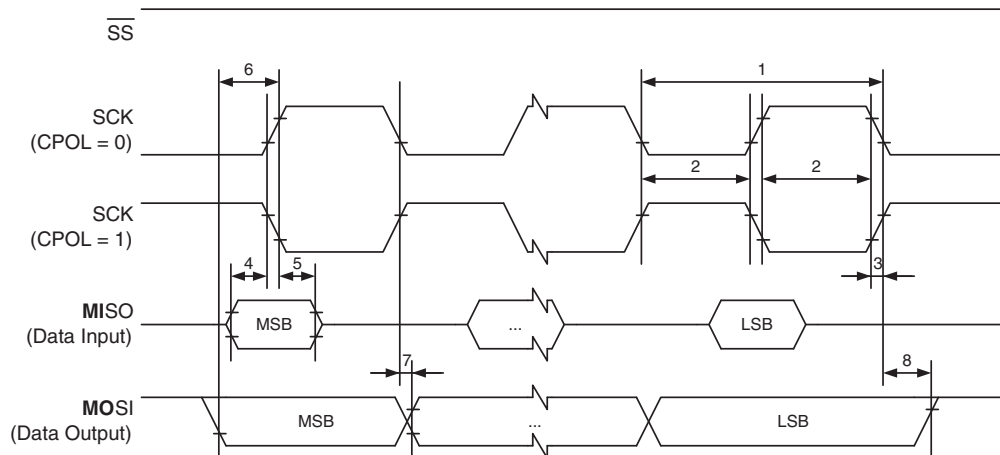 SS
6
1
SCK
(CPOL = 0)
2
2
SCK
(CPOL = 1)
4
5
3
MISO
(Data Input)
MSB
...
LSB
7
8
MOSI
(Data Output)
MSB
...
LSB